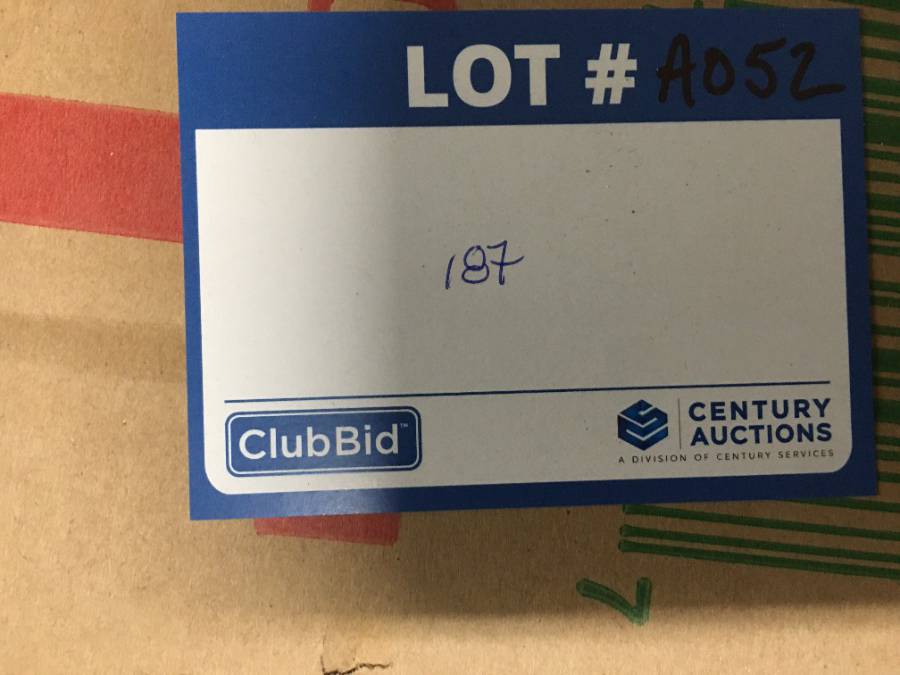 LOT # A052
187
ClubBid™
CENTURY
AUCTIONS
A DIVISION OF CENTURY SERVICES